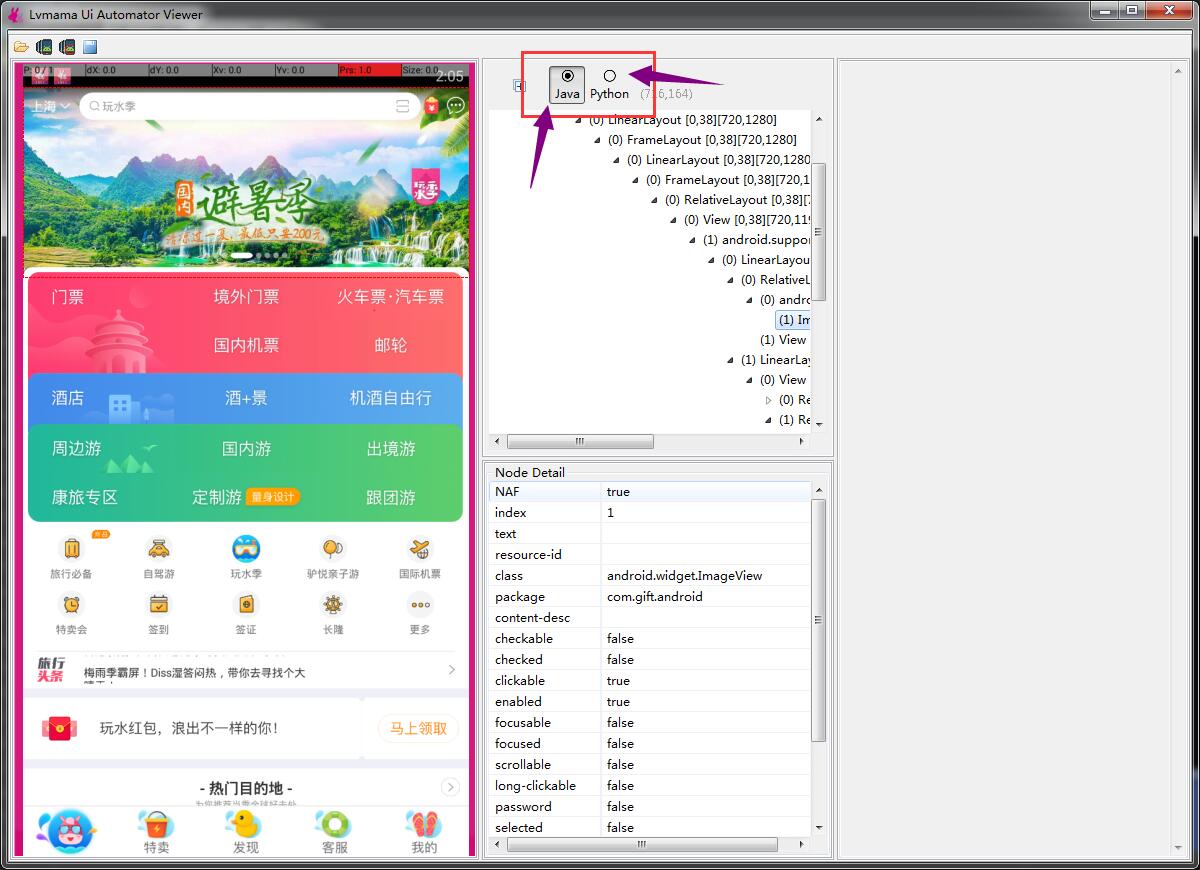 Lvmama Ui Automator Viewer
P: 0 / 1
dX: 0.0
dY: 0.0
Xv: 0.0
Yv: 0.0
Prs: 1.0
Size: 0.0
2:05
上海
玩水季
国内
避暑季
清凉过一夏，最低只要200元
玩水季
门票
境外门票
火车票·汽车票
国内机票
邮轮
酒店
酒+景
机酒自由行
周边游
国内游
出境游
康旅专区
定制游
量身设计
跟团游
旅行必备
自驾游
玩水季
驴悦亲子游
国际机票
特卖会
签到
签证
长隆
更多
旅行
头条
梅雨季霸屏！Diss湿答闷热，带你去寻找个大
玩水红包，浪出不一样的你！
马上领取
- 热门目的地 -
为您推荐当季全球好去处
特卖
发现
客服
我的
Java
Python
(716,164)
(0) LinearLayout [0,38][720,1280]
(0) FrameLayout [0,38][720,1280]
(0) LinearLayout [0,38][720,1280
(0) FrameLayout [0,38][720,1
(0) RelativeLayout [0,38][7
(0) View [0,38][720,119
(1) android.suppor
(0) LinearLayou
(0) RelativeL
(0) andro
(1) Im
(1) View
(1) LinearLay
(0) View
(0) Re
(1) Re
Node Detail
NAF true
index 1
text
resource-id
class android.widget.ImageView
package com.gift.android
content-desc
checkable false
checked false
clickable true
enabled true
focusable false
focused false
scrollable false
long-clickable false
password false
selected false